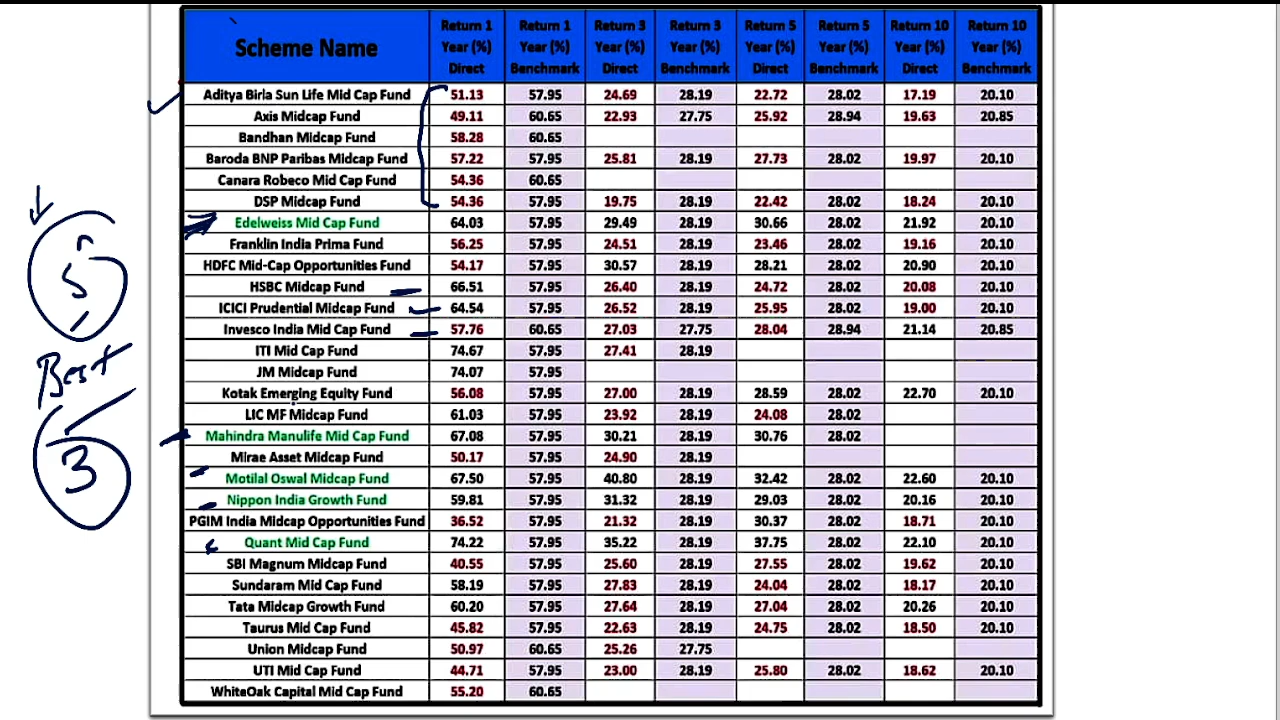 Scheme Name Return 1 Year (%) Direct Return 1 Year (%) Benchmark Return 3 Year (%) Direct Return 3 Year (%) Benchmark Return 5 Year (%) Direct Return 5 Year (%) Benchmark Return 10 Year (%) Direct Return 10 Year (%) Benchmark
Aditya Birla Sun Life Mid Cap Fund 51.13 57.95 24.69 28.19 22.72 28.02 17.19 20.10
Axis Midcap Fund 49.11 60.65 22.93 27.75 25.92 28.94 19.63 20.85
Bandhan Midcap Fund 58.28 60.65
Baroda BNP Paribas Midcap Fund 57.22 57.95 25.81 28.19 27.73 28.02 19.97 20.10
Canara Robeco Mid Cap Fund 54.36 60.65
DSP Midcap Fund 54.36 57.95 19.75 28.19 22.42 28.02 18.24 20.10
Edelweiss Mid Cap Fund 64.03 57.95 29.49 28.19 30.66 28.02 21.92 20.10
Franklin India Prima Fund 56.25 57.95 24.51 28.19 23.46 28.02 19.16 20.10
HDFC Mid-Cap Opportunities Fund 54.17 57.95 30.57 28.19 28.21 28.02 20.90 20.10
HSBC Midcap Fund 66.51 57.95 26.40 28.19 24.72 28.02 20.08 20.10
ICICI Prudential Midcap Fund 64.54 57.95 26.52 28.19 25.95 28.02 19.00 20.10
Invesco India Mid Cap Fund 57.76 60.65 27.03 27.75 28.04 28.94 21.14 20.85
ITI Mid Cap Fund 74.67 57.95 27.41 28.19
JM Midcap Fund 74.07 57.95
Kotak Emerging Equity Fund 56.08 57.95 27.00 28.19 28.59 28.02 22.70 20.10
LIC MF Midcap Fund 61.03 57.95 23.92 28.19 24.08 28.02
Mahindra Manulife Mid Cap Fund 67.08 57.95 30.21 28.19 30.76 28.02
Mirae Asset Midcap Fund 50.17 57.95 24.90 28.19
Motilal Oswal Midcap Fund 67.50 57.95 40.80 28.19 32.42 28.02 22.60 20.10
Nippon India Growth Fund 59.81 57.95 31.32 28.19 29.03 28.02 20.16 20.10
PGIM India Midcap Opportunities Fund 36.52 57.95 21.32 28.19 30.37 28.02 18.71 20.10
Quant Mid Cap Fund 74.22 57.95 35.22 28.19 37.75 28.02 22.10 20.10
SBI Magnum Midcap Fund 40.55 57.95 25.60 28.19 27.55 28.02 19.62 20.10
Sundaram Mid Cap Fund 58.19 57.95 27.83 28.19 24.04 28.02 18.17 20.10
Tata Midcap Growth Fund 60.20 57.95 27.64 28.19 27.04 28.02 20.26 20.10
Taurus Mid Cap Fund 45.82 57.95 22.63 28.19 24.75 28.02 18.50 20.10
Union Midcap Fund 50.97 60.65 25.26 27.75
UTI Mid Cap Fund 44.71 57.95 23.00 28.19 25.80 28.02 18.62 20.10
WhiteOak Capital Mid Cap Fund 55.20 60.65
5
Best
3